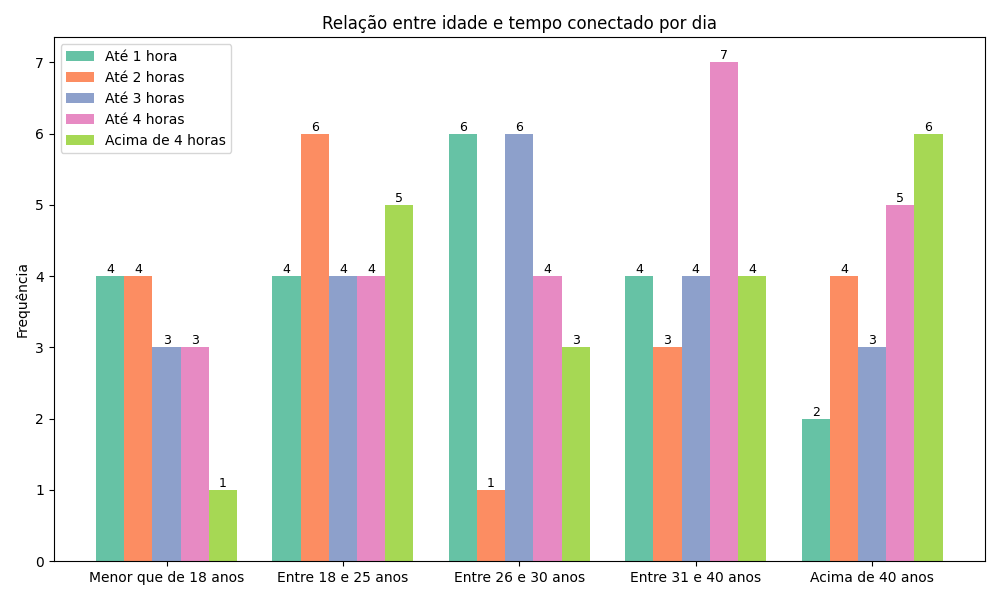 Relação entre idade e tempo conectado por dia
Até 1 hora
Até 2 horas
Até 3 horas
Até 4 horas
Acima de 4 horas
Frequência
7
6
5
4
3
2
1
0
4 4 3 3 1
4 6 4 4 5
6 1 6 4 3
4 3 4 7 4
2 4 3 5 6
Menor que de 18 anos
Entre 18 e 25 anos
Entre 26 e 30 anos
Entre 31 e 40 anos
Acima de 40 anos